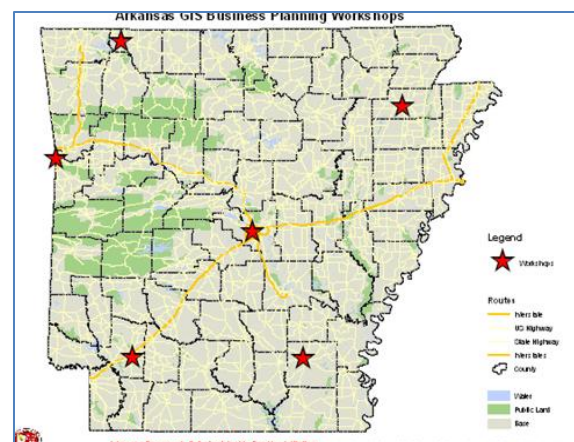 Arkansas GIS Business Planning Workshops
Legend
Workshops
Routes
Interstate
US Highway
State Highway
Interstates
County
Water
Public Land
Base